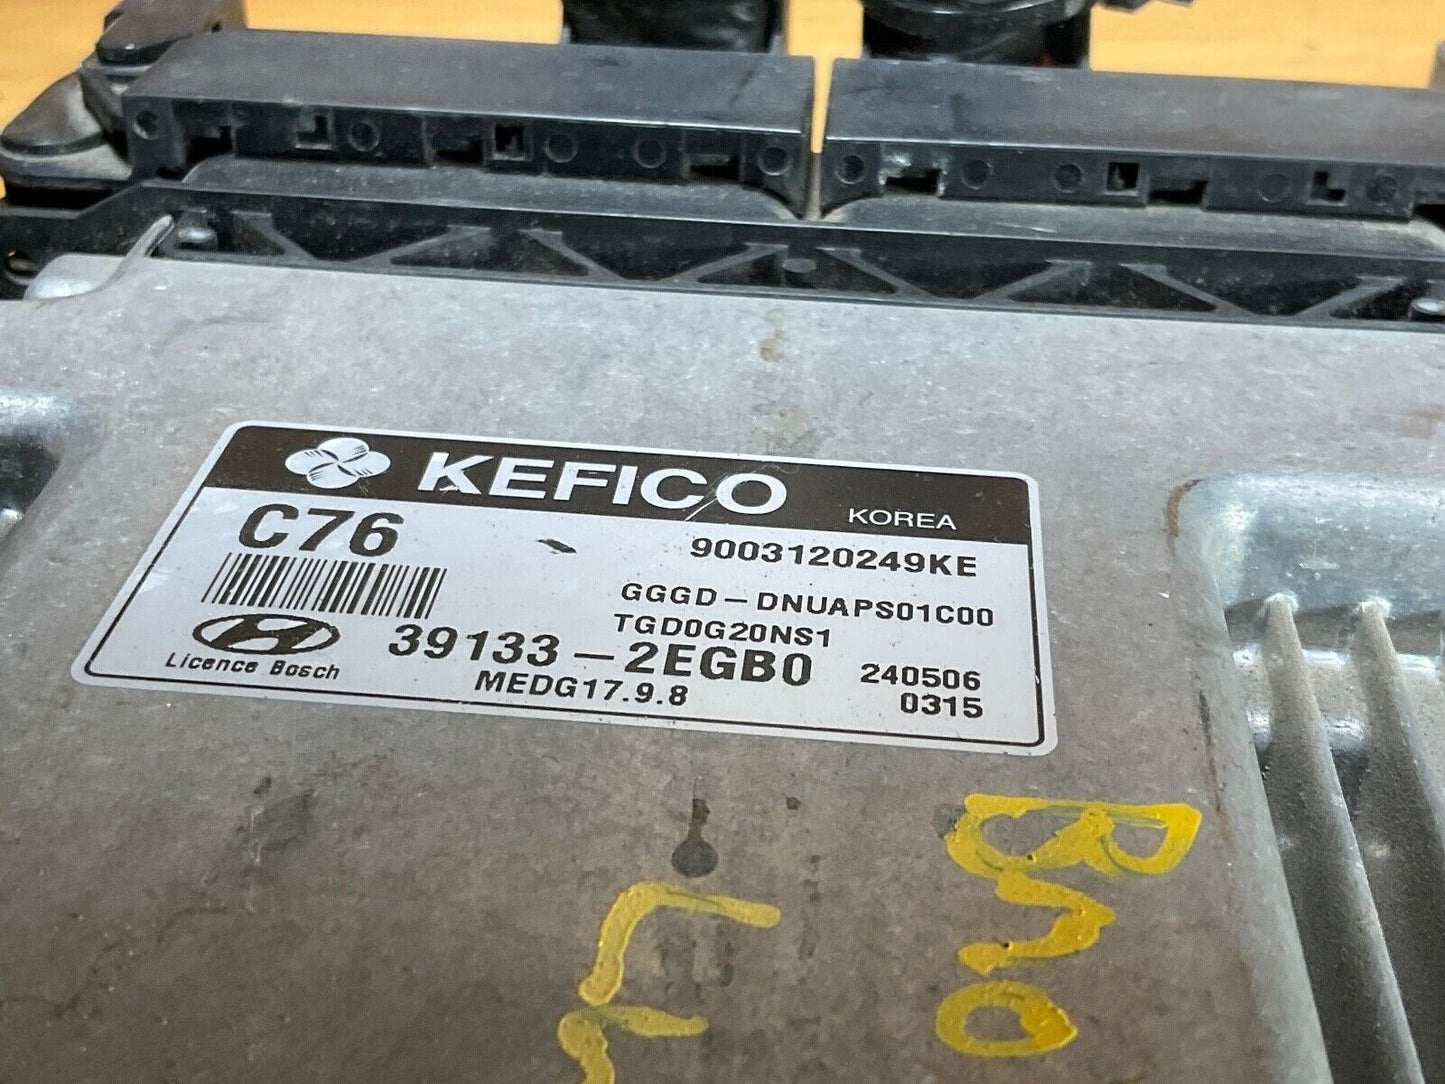 KEFICO
KOREA
C76
9003120249KE
GGGD-DNUAPS01C00
TGD0G20NS1
39133-2EGB0
240506
Licence Bosch
MEDG17.9.8
0315